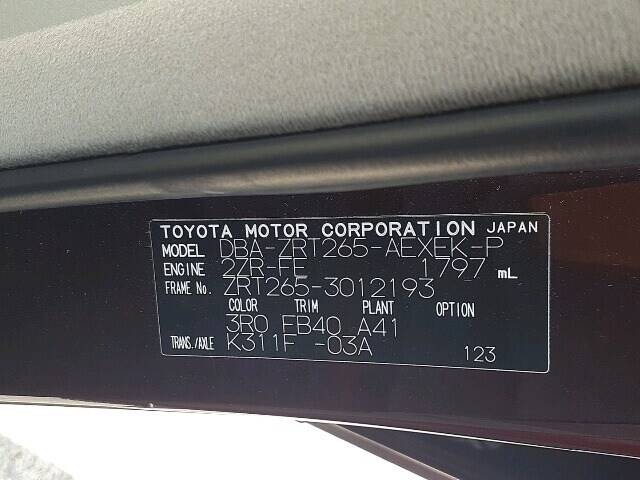 TOYOTA MOTOR CORPORATION JAPAN
MODEL DBA-ZRT265-AEXEK-P
ENGINE 2ZR-FE 1797 mL
FRAME No. ZRT265-3012193
COLOR TRIM PLANT OPTION
3R0 FB40 A41
TRANS./AXLE K311F -03A
123